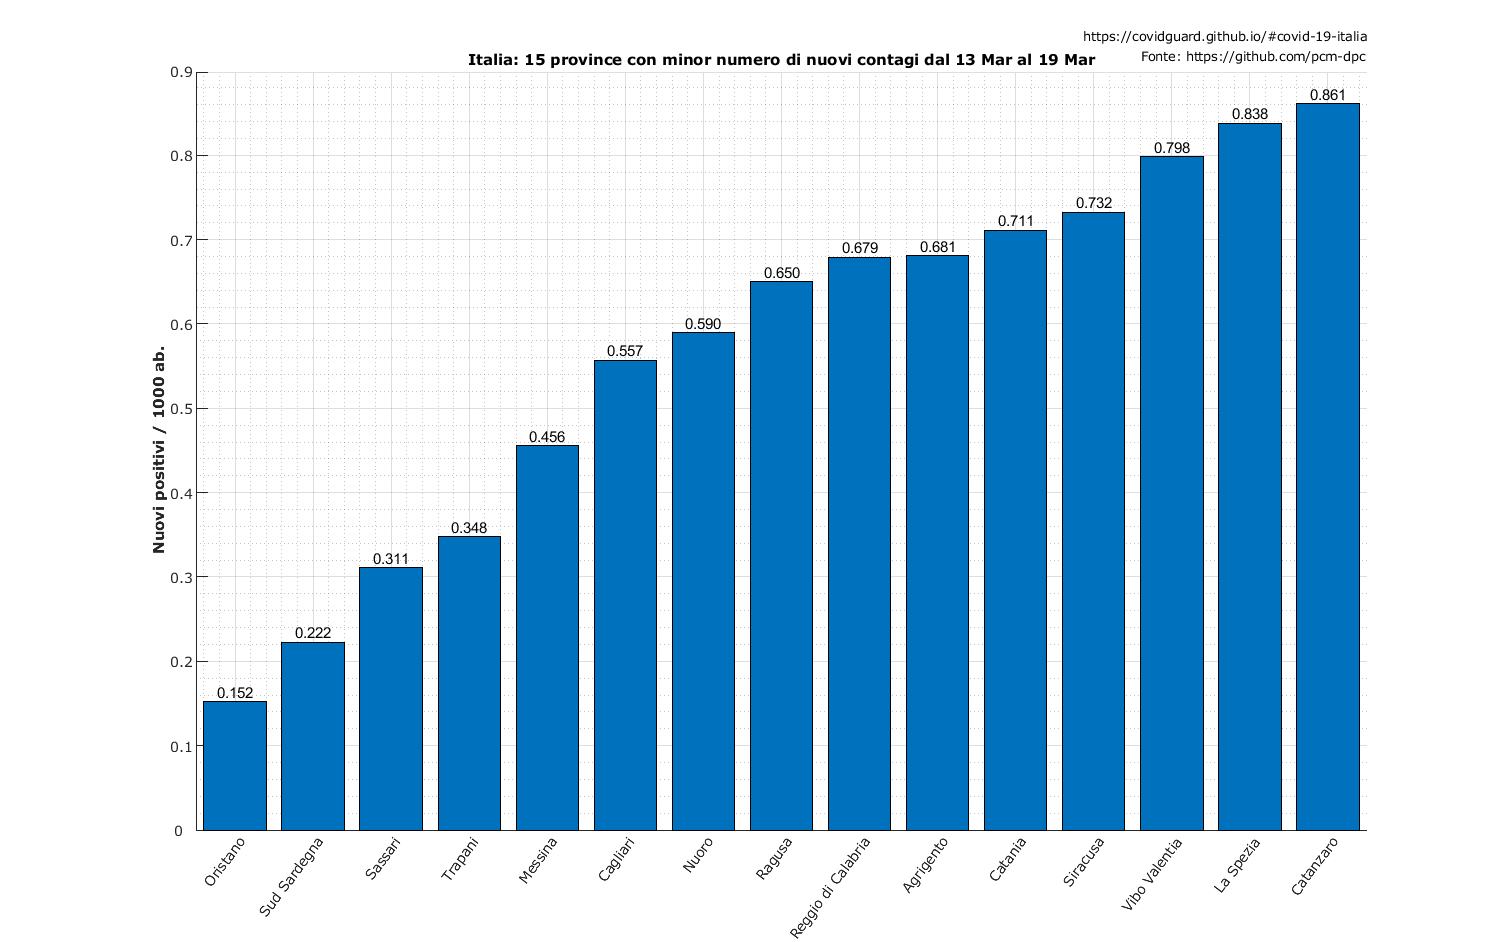 https://covidguard.github.io/#covid-19-italia
Italia: 15 province con minor numero di nuovi contagi dal 13 Mar al 19 Mar
Fonte: https://github.com/pcm-dpc
Nuovi positivi / 1000 ab.
0.9
0.8
0.7
0.6
0.5
0.4
0.3
0.2
0.1
0
0.152
0.222
0.311
0.348
0.456
0.557
0.590
0.650
0.679
0.681
0.711
0.732
0.798
0.838
0.861
Oristano
Sud Sardegna
Sassari
Trapani
Messina
Cagliari
Nuoro
Ragusa
Reggio di Calabria
Agrigento
Catania
Siracusa
Vibo Valentia
La Spezia
Catanzaro